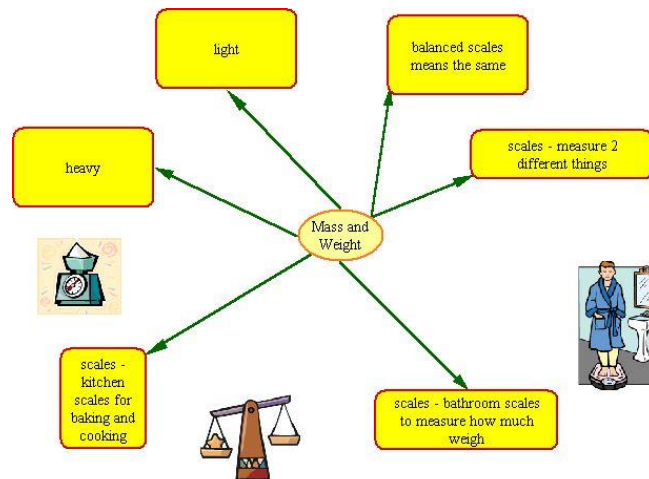 light
balanced scales
means the same
heavy
scales - measure 2
different things
Mass and
Weight
scales -
kitchen
scales for
baking and
cooking
scales - bathroom scales
to measure how much
weigh